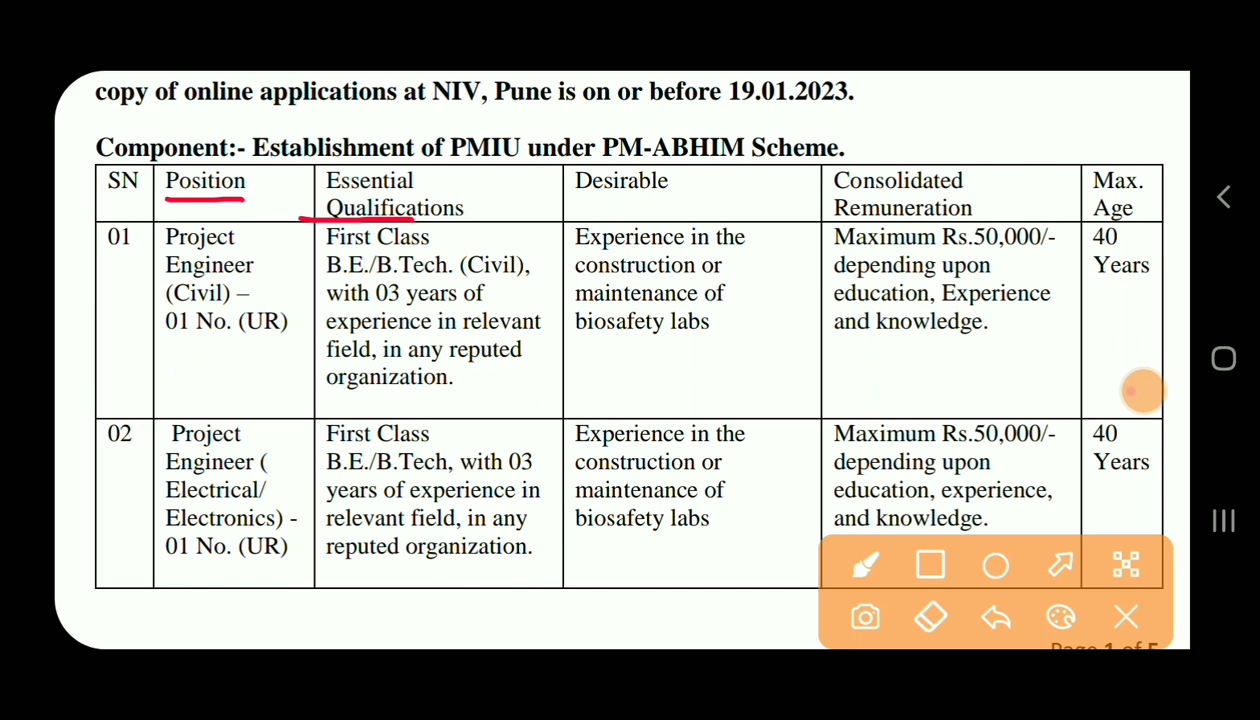 copy of online applications at NIV, Pune is on or before 19.01.2023.
Component:- Establishment of PMIU under PM-ABHIM Scheme.
SN
Position
Essential
Qualifications
Desirable
Consolidated
Remuneration
Max.
Age
01
Project
Engineer
(Civil) –
01 No. (UR)
First Class
B.E./B.Tech. (Civil),
with 03 years of
experience in relevant
field, in any reputed
organization.
Experience in the
construction or
maintenance of
biosafety labs
Maximum Rs.50,000/-
depending upon
education, Experience
and knowledge.
40
Years
02
Project
Engineer (
Electrical/
Electronics) -
01 No. (UR)
First Class
B.E./B.Tech, with 03
years of experience in
relevant field, in any
reputed organization.
Experience in the
construction or
maintenance of
biosafety labs
Maximum Rs.50,000/-
depending upon
education, experience,
and knowledge.
40
Years
Page 1 of 5